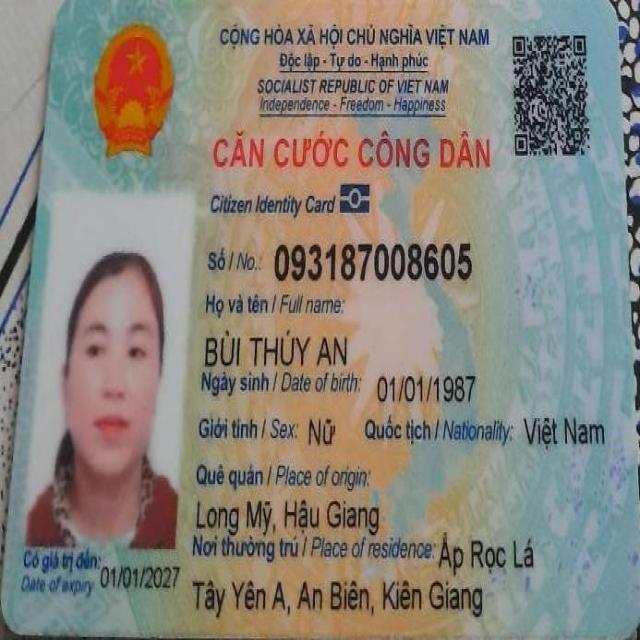 CỘNG HÒA XÃ HỘI CHỦ NGHĨA VIỆT NAM
Độc lập - Tự do - Hạnh phúc
SOCIALIST REPUBLIC OF VIET NAM
Independence - Freedom - Happiness
CĂN CƯỚC CÔNG DÂN
Citizen Identity Card
Số / No.: 093187008605
Họ và tên / Full name:
BÙI THÚY AN
Ngày sinh / Date of birth: 01/01/1987
Giới tính / Sex: Nữ Quốc tịch / Nationality: Việt Nam
Quê quán / Place of origin:
Long Mỹ, Hậu Giang
Nơi thường trú / Place of residence: Ấp Rọc Lá
Tây Yên A, An Biên, Kiên Giang
Có giá trị đến: 01/01/2027
Date of expiry